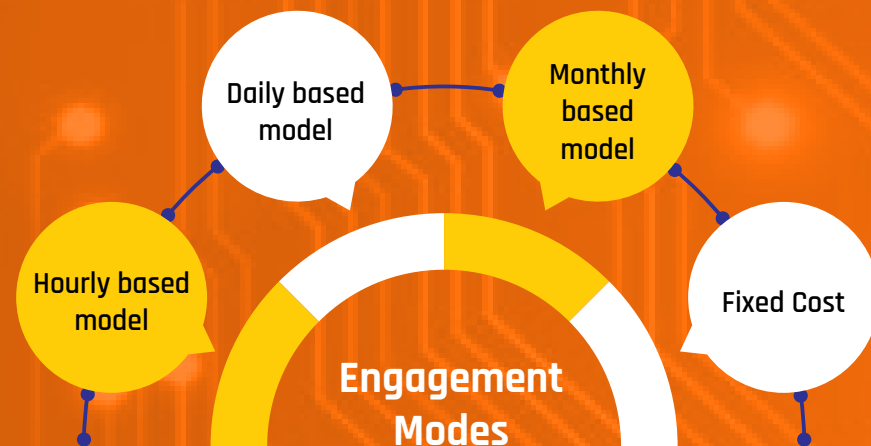 Daily based
model
Monthly
based
model
Hourly based
model
Fixed Cost
Engagement
Modes